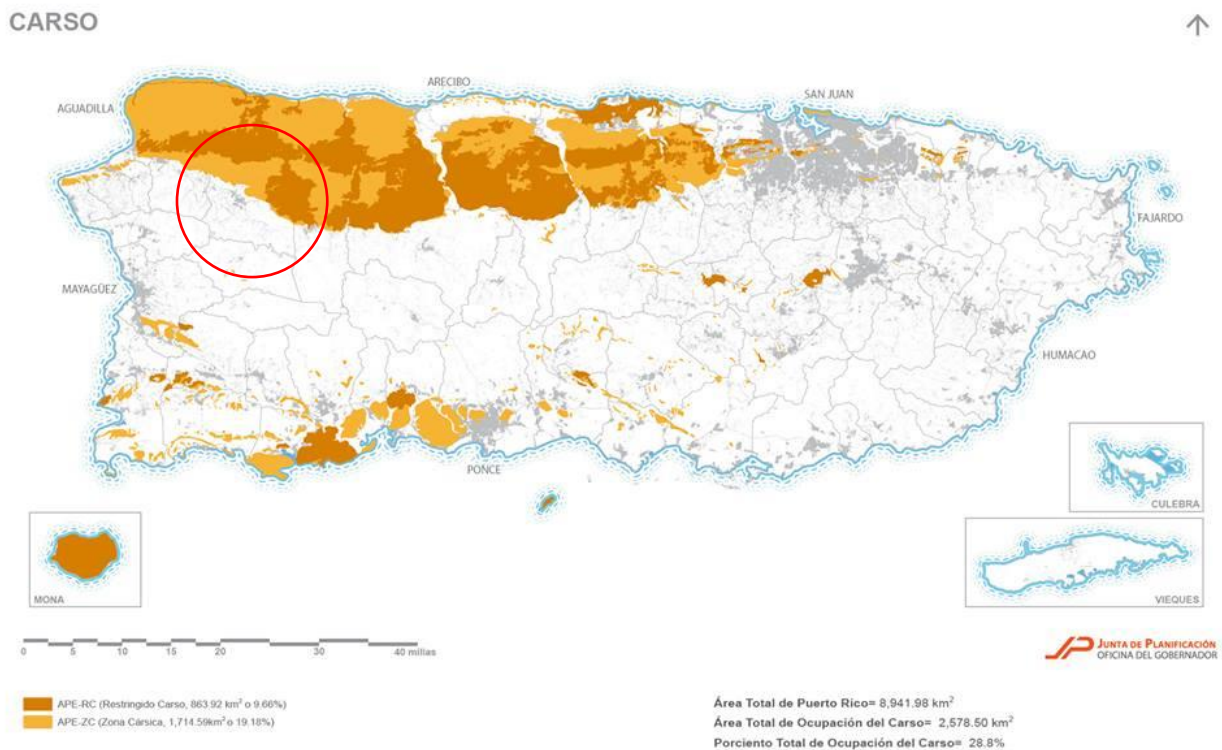 CARSO
ARECIBO
SAN JUAN
AGUADILLA
FAJARDO
MAYAGÜEZ
HUMACAO
PONCE
CULEBRA
MONA
VIEQUES
0 5 10 15 20 30 40 millas
JP JUNTA DE PLANIFICACIÓN
OFICINA DEL GOBERNADOR
APE-RC (Restringido Carso, 863.92 km² o 9.66%)
APE-ZC (Zona Cársica, 1,714.59km² o 19.18%)
Área Total de Puerto Rico= 8,941.98 km²
Área Total de Ocupación del Carso= 2,578.50 km²
Porciento Total de Ocupación del Carso= 28.8%